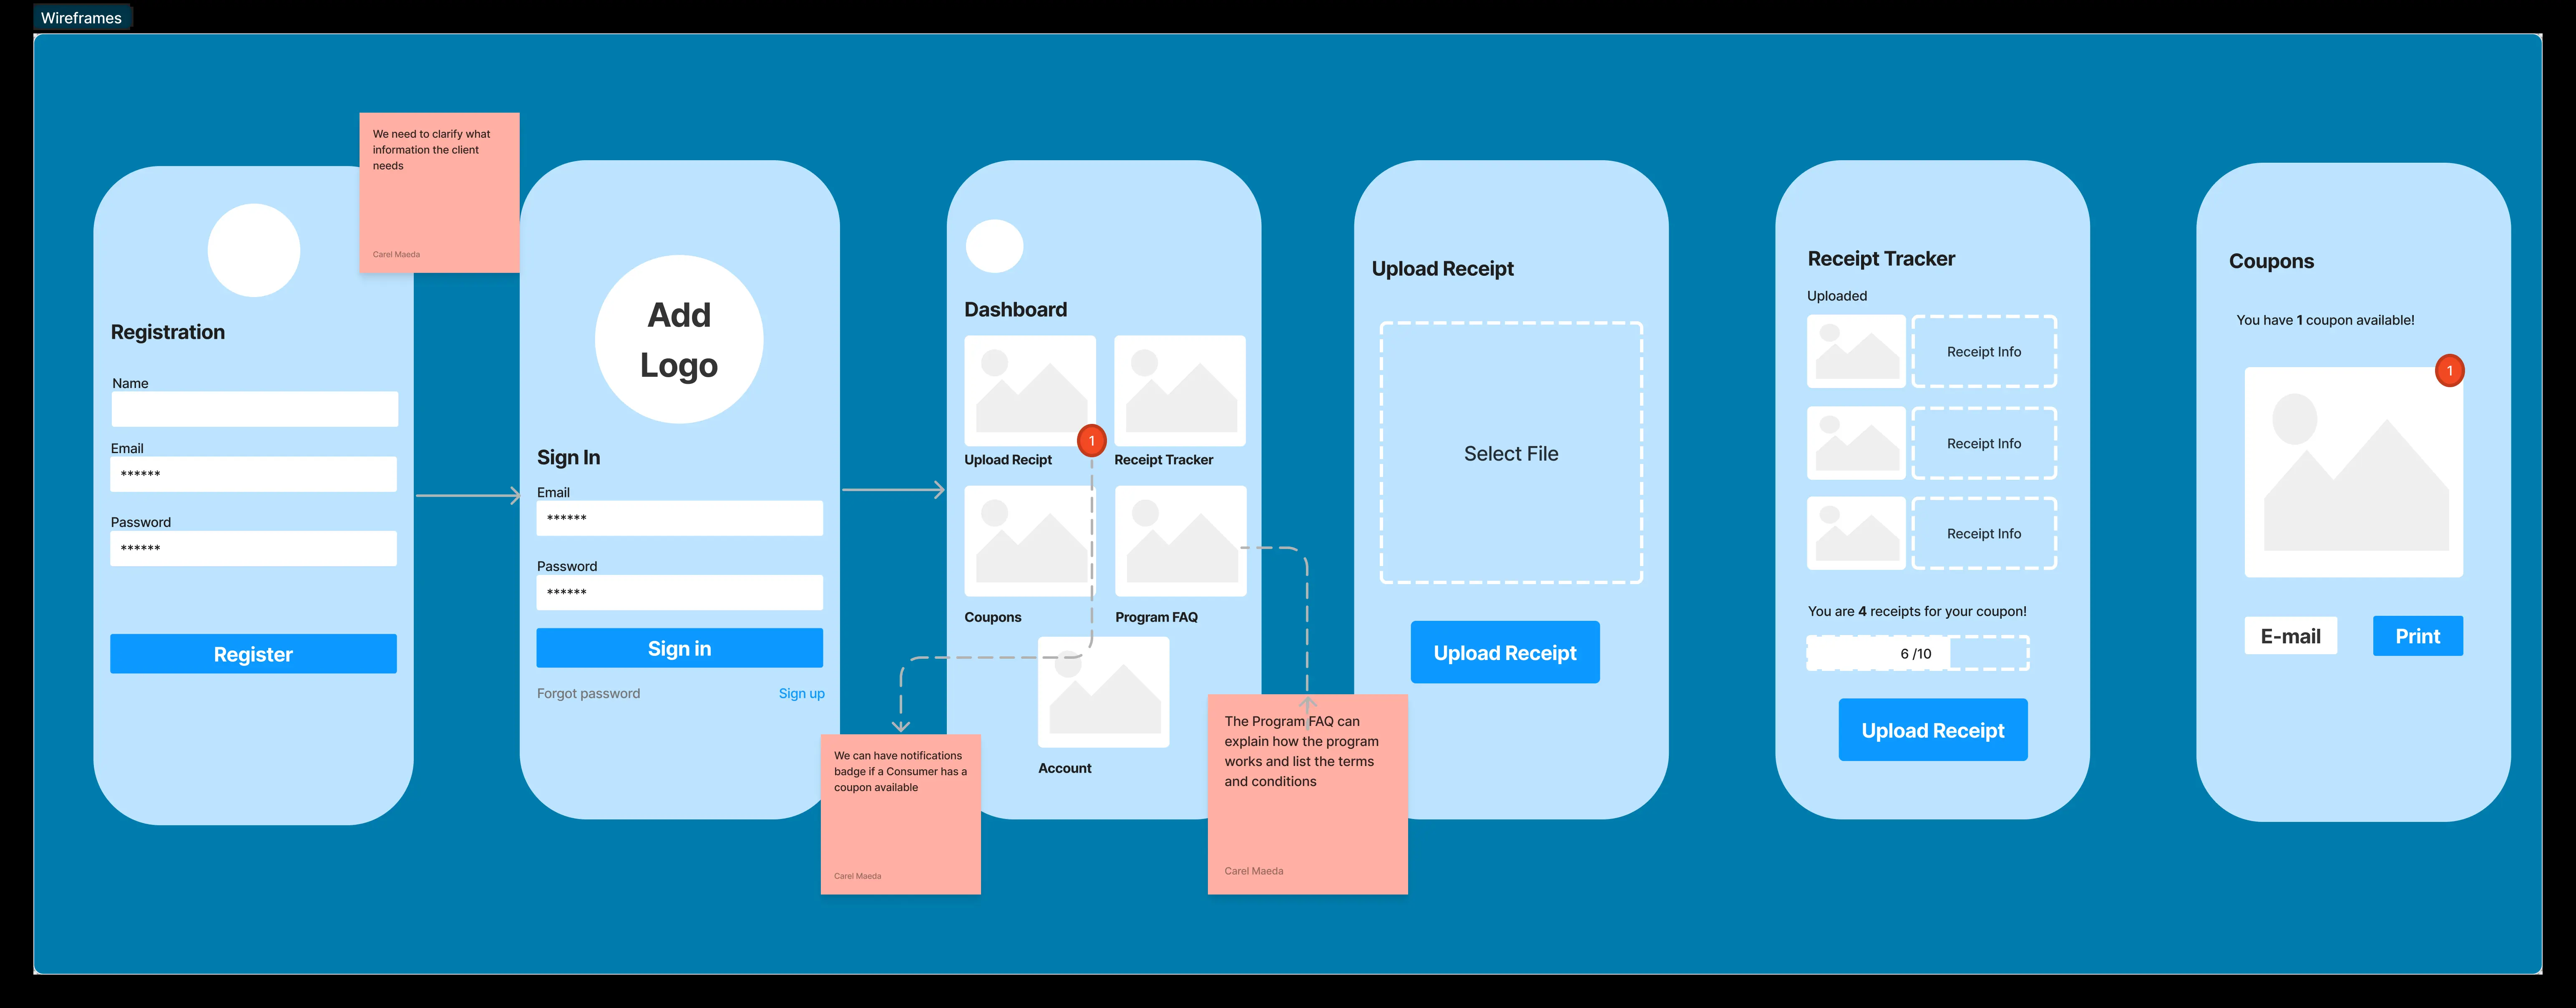 Wireframes
We need to clarify what
information the client
needs
Carel Maeda
Registration
Name
Email
******
Password
******
Register
Add
Logo
Sign In
Email
******
Password
******
Sign in
Forgot password
Sign up
Dashboard
1
Upload Recipt
Receipt Tracker
Coupons
Program FAQ
Account
We can have notifications
badge if a Consumer has a
coupon available
Carel Maeda
The Program FAQ can
explain how the program
works and list the terms
and conditions
Carel Maeda
Upload Receipt
Select File
Upload Receipt
Receipt Tracker
Uploaded
Receipt Info
Receipt Info
Receipt Info
You are 4 receipts for your coupon!
6 /10
Upload Receipt
Coupons
You have 1 coupon available!
1
E-mail
Print